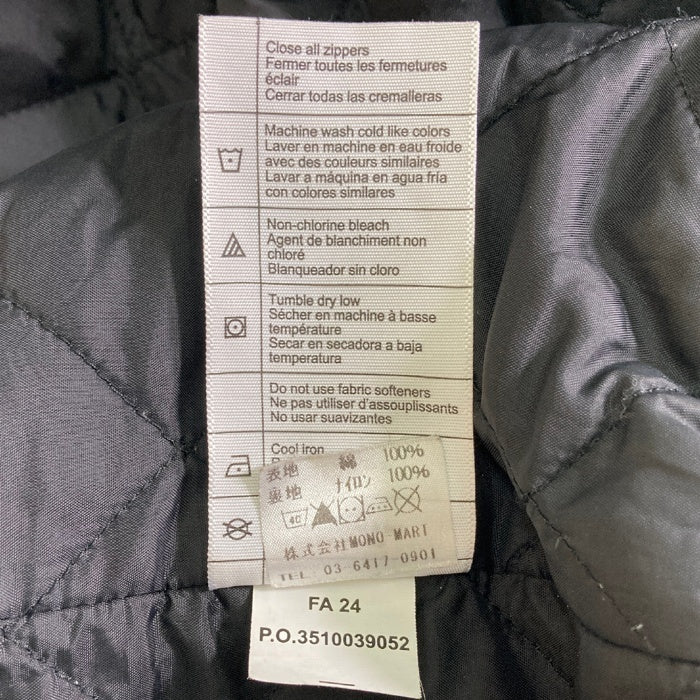 Close all zippers
Fermer toutes les fermetures
éclair
Cerrar todas las cremalleras
Machine wash cold like colors
Laver en machine en eau froide
avec des couleurs similaires
Lavar a máquina en agua fría
con colores similares
Non-chlorine bleach
Agent de blanchiment non
chloré
Blanqueador sin cloro
Tumble dry low
Sécher en machine à basse
température
Secar en secadora a baja
temperatura
Do not use fabric softeners
Ne pas utiliser d'assouplissants
No usar suavizantes
Cool iron
表地 綿 100%
裏地 ナイロン 100%
40
株式会社MONO-MART
TEL 03-6417-0901
FA 24
P.O.3510039052